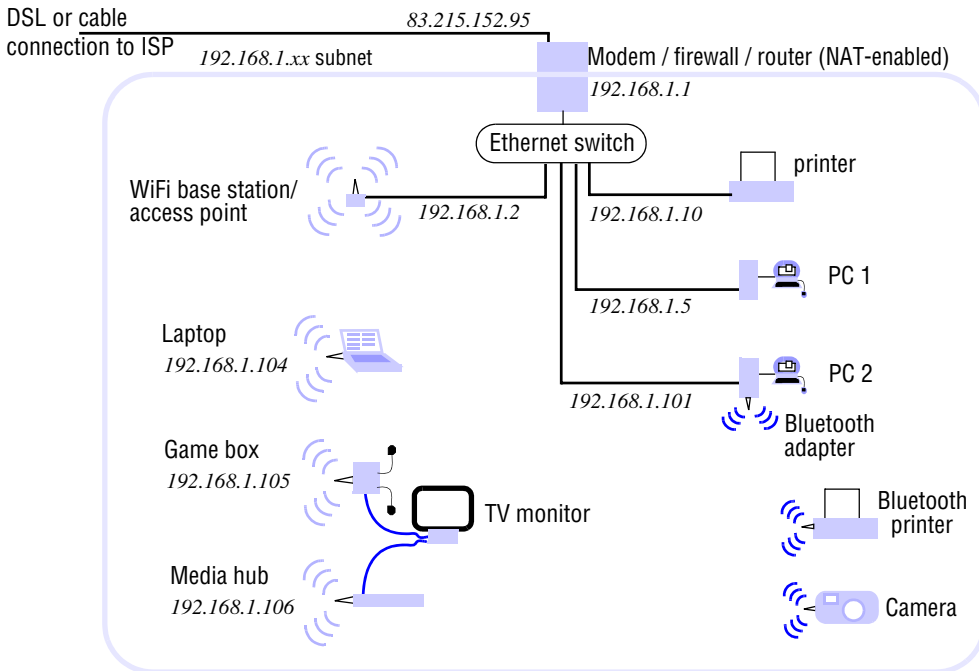 DSL or cable
connection to ISP
83.215.152.95
192.168.1.xx subnet
Modem / firewall / router (NAT-enabled)
192.168.1.1
Ethernet switch
printer
WiFi base station/
access point
192.168.1.2
192.168.1.10
PC 1
192.168.1.5
Laptop
192.168.1.104
PC 2
192.168.1.101
Bluetooth
adapter
Game box
192.168.1.105
TV monitor
Bluetooth
printer
Media hub
192.168.1.106
Camera